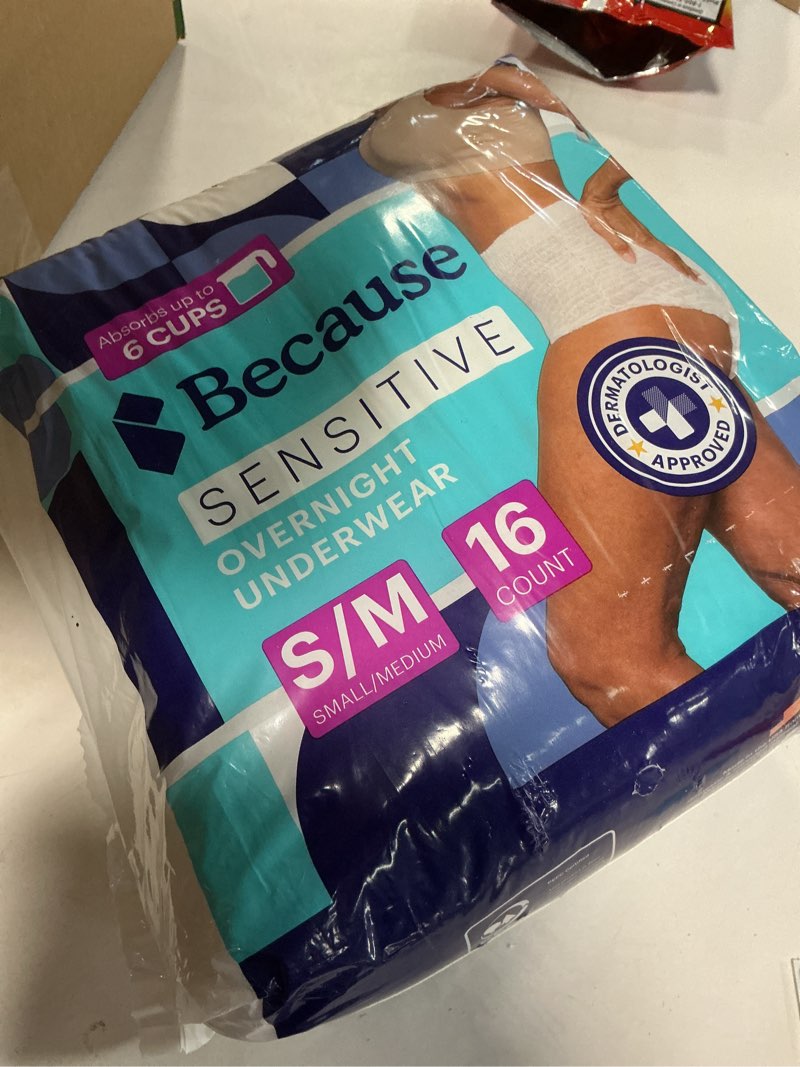 Absorbs up to
6 CUPS
Because
SENSITIVE
OVERNIGHT
UNDERWEAR
DERMATOLOGIST
APPROVED
16
COUNT
S/M
SMALL/MEDIUM